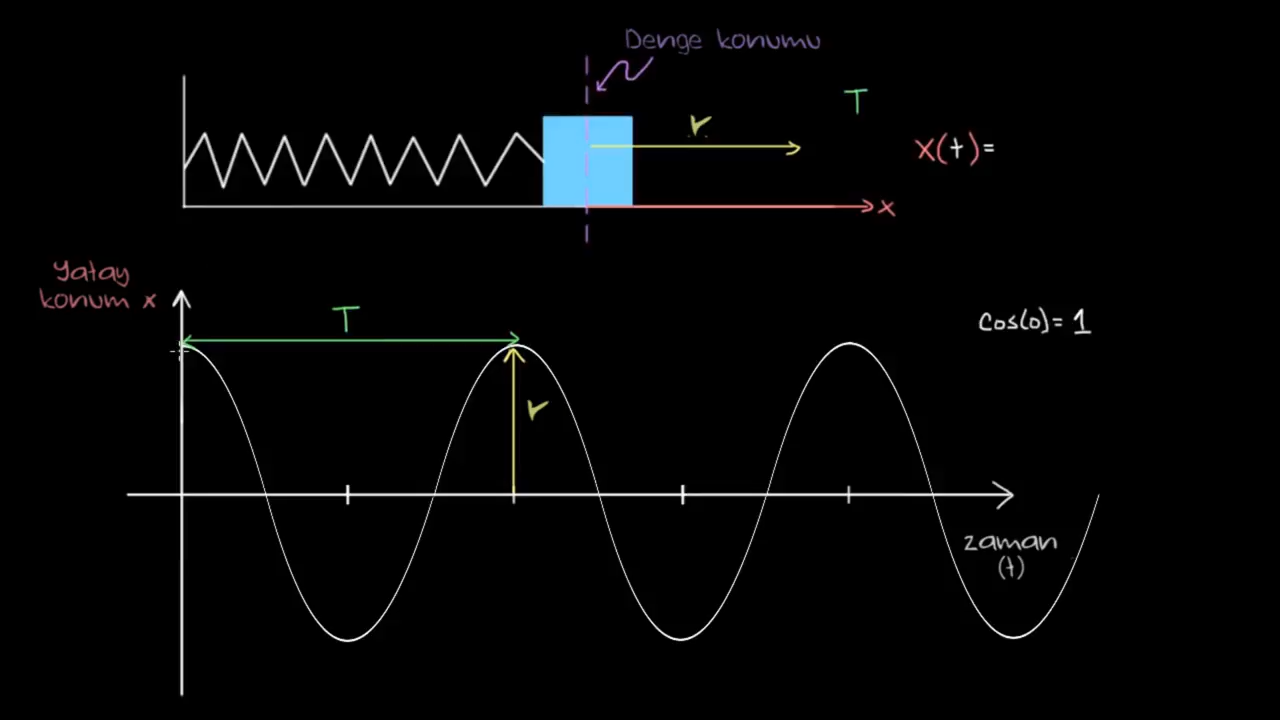 Denge konumu
T
r
x(t)=
x
Yatay
konum x
T
cos(0)= 1
r
zaman
(t)